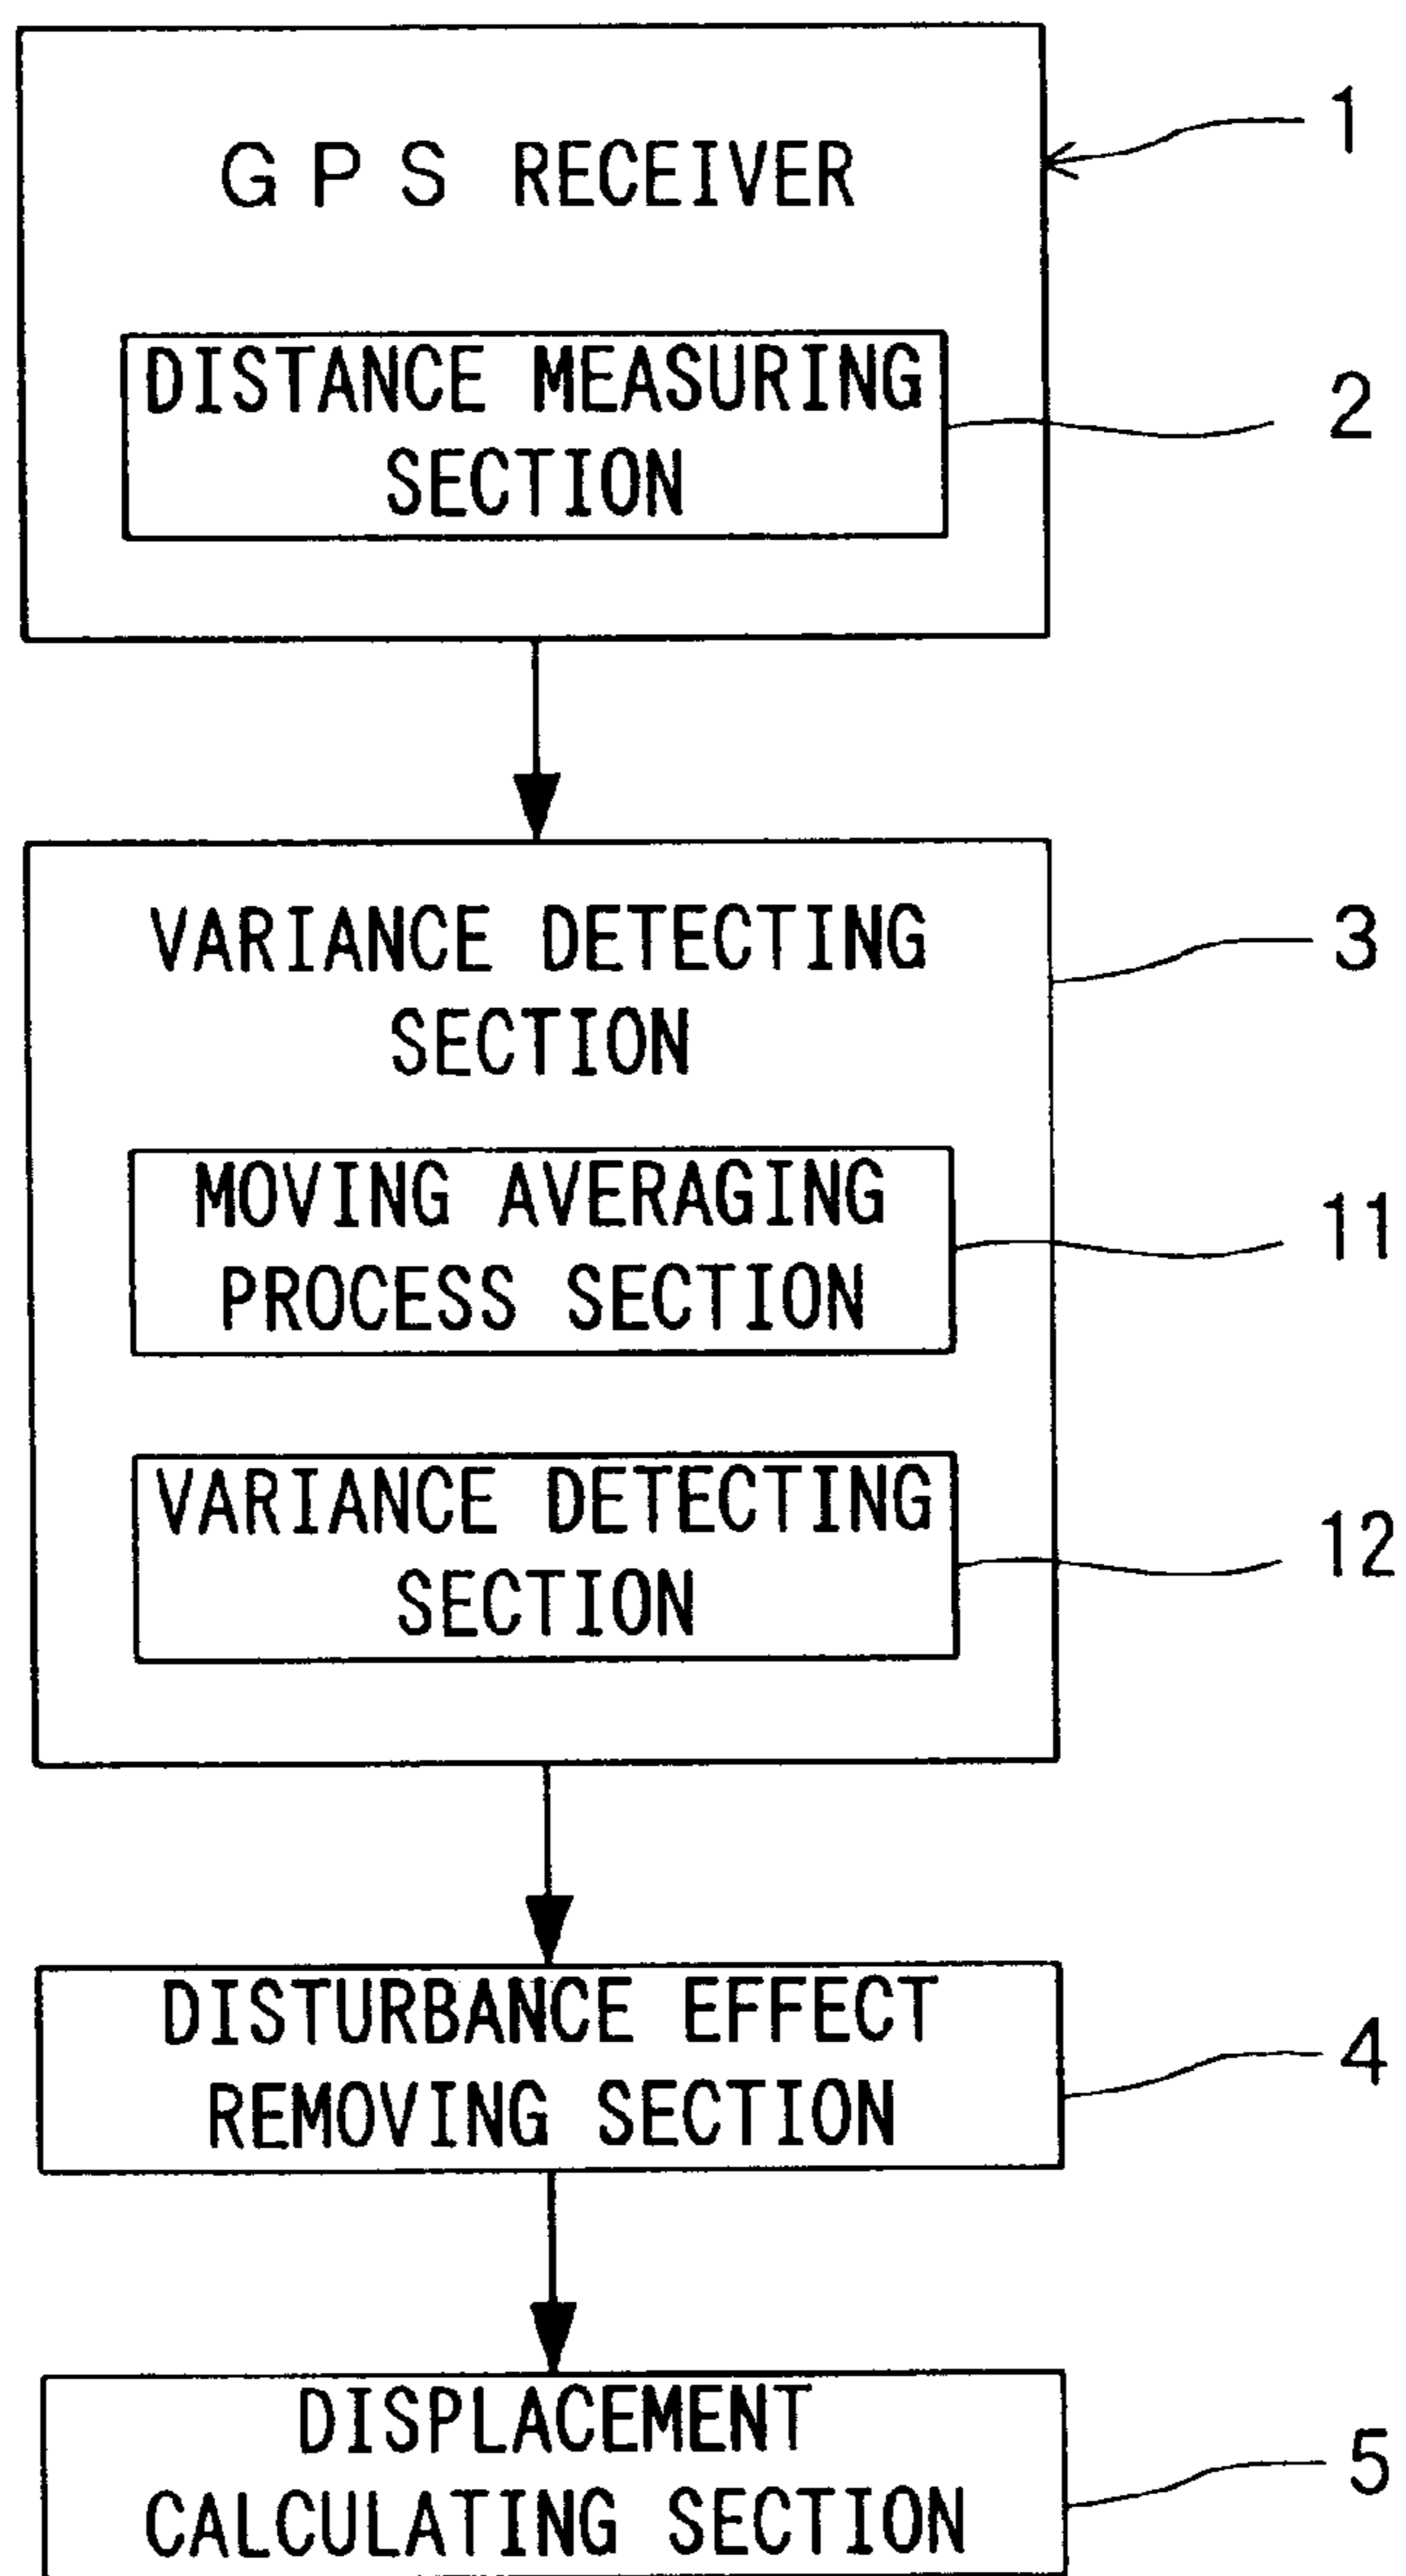 GPS RECEIVER
1
DISTANCE MEASURING
SECTION
2
VARIANCE DETECTING
SECTION
3
MOVING AVERAGING
PROCESS SECTION
11
VARIANCE DETECTING
SECTION
12
DISTURBANCE EFFECT
REMOVING SECTION
4
DISPLACEMENT
CALCULATING SECTION
5